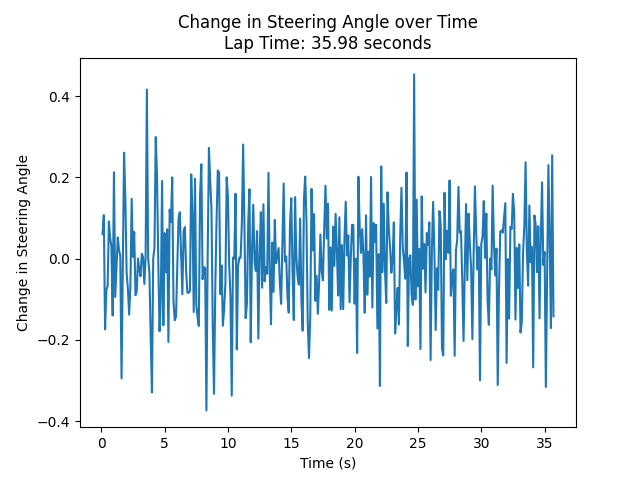 Change in Steering Angle over Time
Lap Time: 35.98 seconds
Change in Steering Angle
0.4
0.2
0.0
−0.2
−0.4
0 5 10 15 20 25 30 35
Time (s)